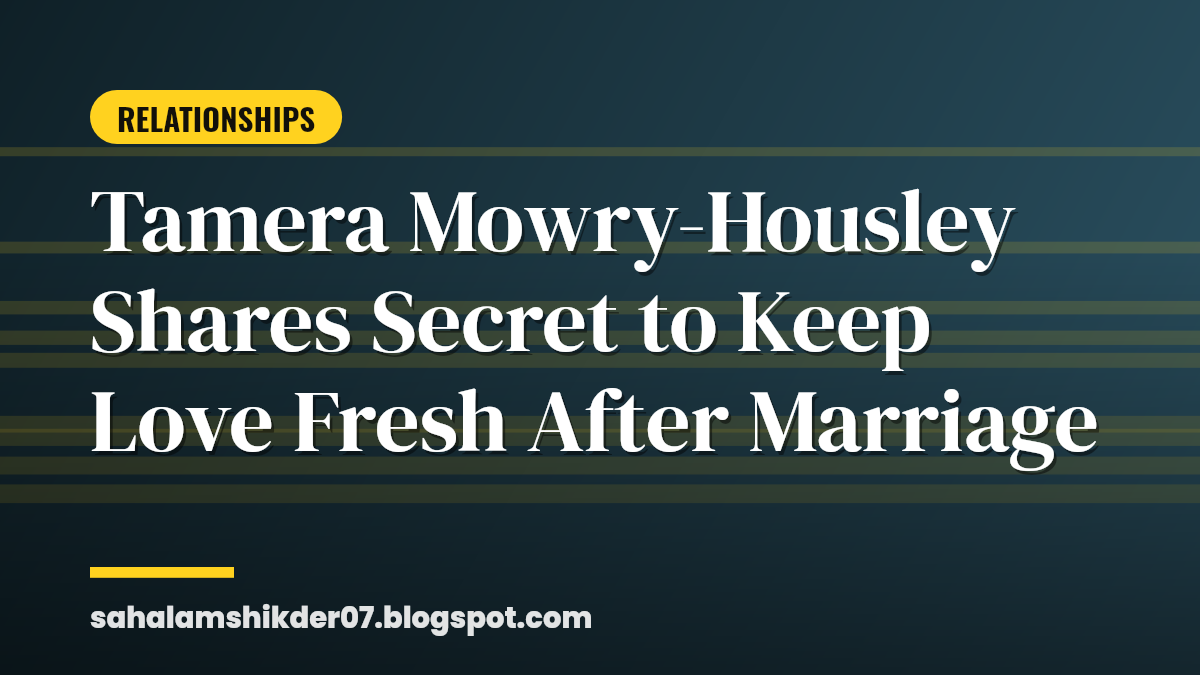 RELATIONSHIPS
Tamera Mowry-Housley
Shares Secret to Keep
Love Fresh After Marriage
sahalamshikder07.blogspot.com